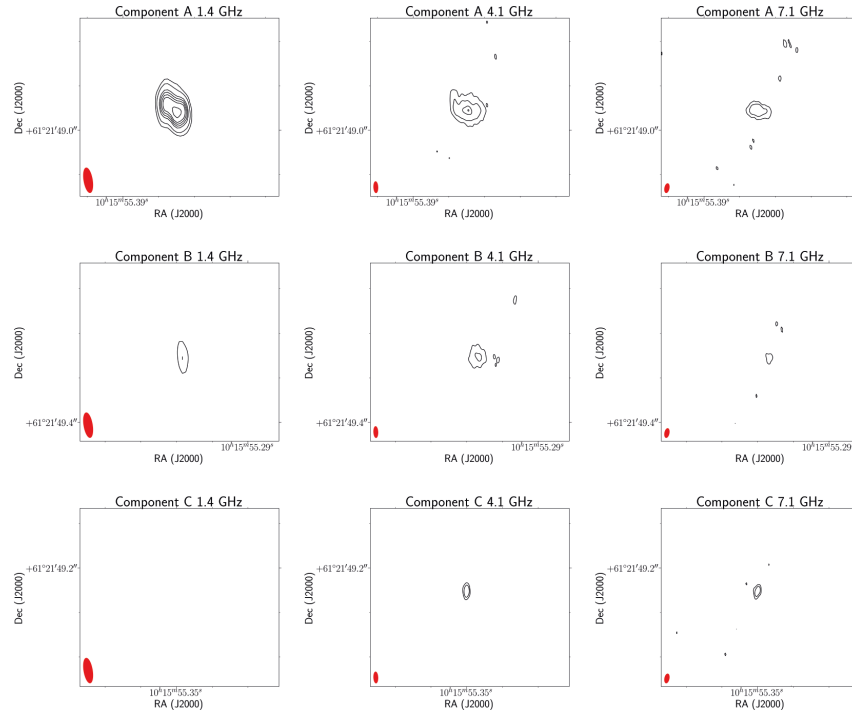 Component A 1.4 GHz
Dec (J2000)
+61°21′49.0″
10ʰ15ᵐ55.39ˢ
RA (J2000)
Component A 4.1 GHz
Dec (J2000)
+61°21′49.0″
10ʰ15ᵐ55.39ˢ
RA (J2000)
Component A 7.1 GHz
Dec (J2000)
+61°21′49.0″
10ʰ15ᵐ55.39ˢ
RA (J2000)
Component B 1.4 GHz
Dec (J2000)
+61°21′49.4″
10ʰ15ᵐ55.29ˢ
RA (J2000)
Component B 4.1 GHz
Dec (J2000)
+61°21′49.4″
10ʰ15ᵐ55.29ˢ
RA (J2000)
Component B 7.1 GHz
Dec (J2000)
+61°21′49.4″
10ʰ15ᵐ55.29ˢ
RA (J2000)
Component C 1.4 GHz
Dec (J2000)
+61°21′49.2″
10ʰ15ᵐ55.35ˢ
RA (J2000)
Component C 4.1 GHz
Dec (J2000)
+61°21′49.2″
10ʰ15ᵐ55.35ˢ
RA (J2000)
Component C 7.1 GHz
Dec (J2000)
+61°21′49.2″
10ʰ15ᵐ55.35ˢ
RA (J2000)